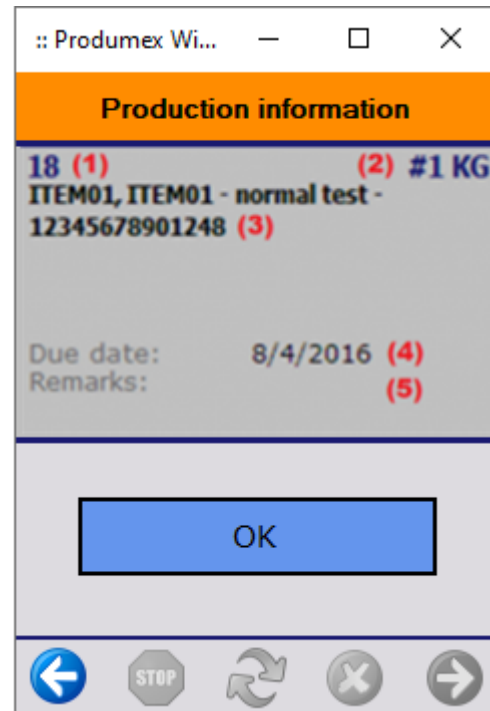 :: Produmex Wi...
Production information
18 (1) (2) #1 KG
ITEM01, ITEM01 - normal test -
12345678901248 (3)
Due date: 8/4/2016 (4)
Remarks: (5)
OK
STOP